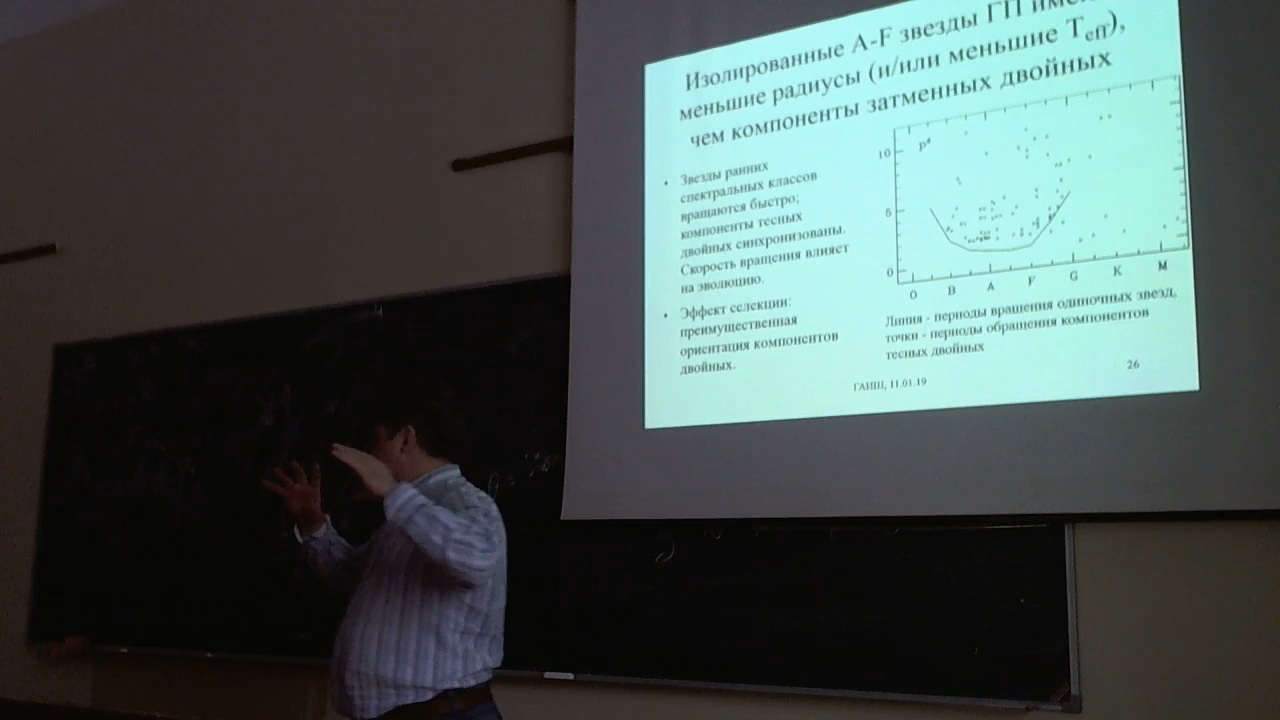 Изолированные A-F звезды ГП
меньшие радиусы (и/или меньшие Teff),
чем компоненты затменных двойных
• Звезды ранних
спектральных классов
вращаются быстро;
компоненты тесных
двойных синхронизованы.
Скорость вращения влияет
на эволюцию.
• Эффект селекции:
преимущественная
ориентация компонентов
двойных.
pd
10
5
0
O B A F G K M
Линия - периоды вращения одиночных звезд,
точки - периоды обращения компонентов
тесных двойных
ГАИШ, 11.01.19
26